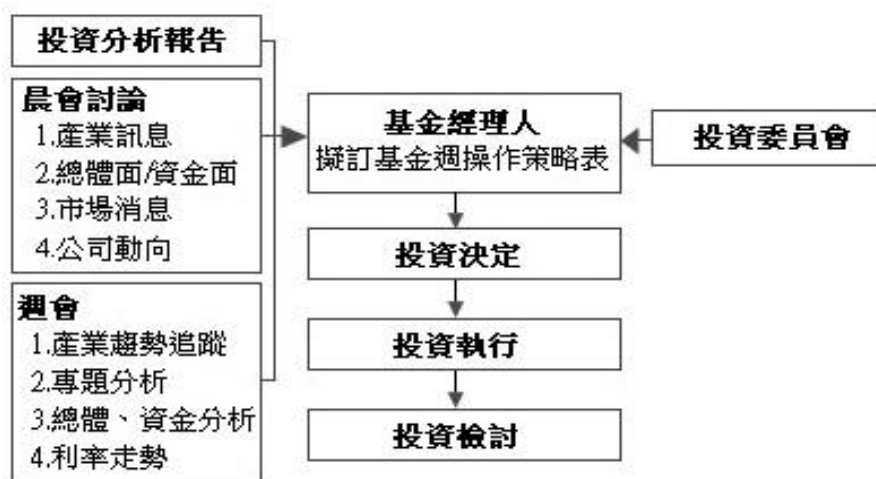 投資分析報告
晨會討論
1.產業訊息
2.總體面/資金面
3.市場消息
4.公司動向
週會
1.產業趨勢追蹤
2.專題分析
3.總體、資金分析
4.利率走勢
基金經理人
擬訂基金週操作策略表
投資決定
投資執行
投資檢討
投資委員會